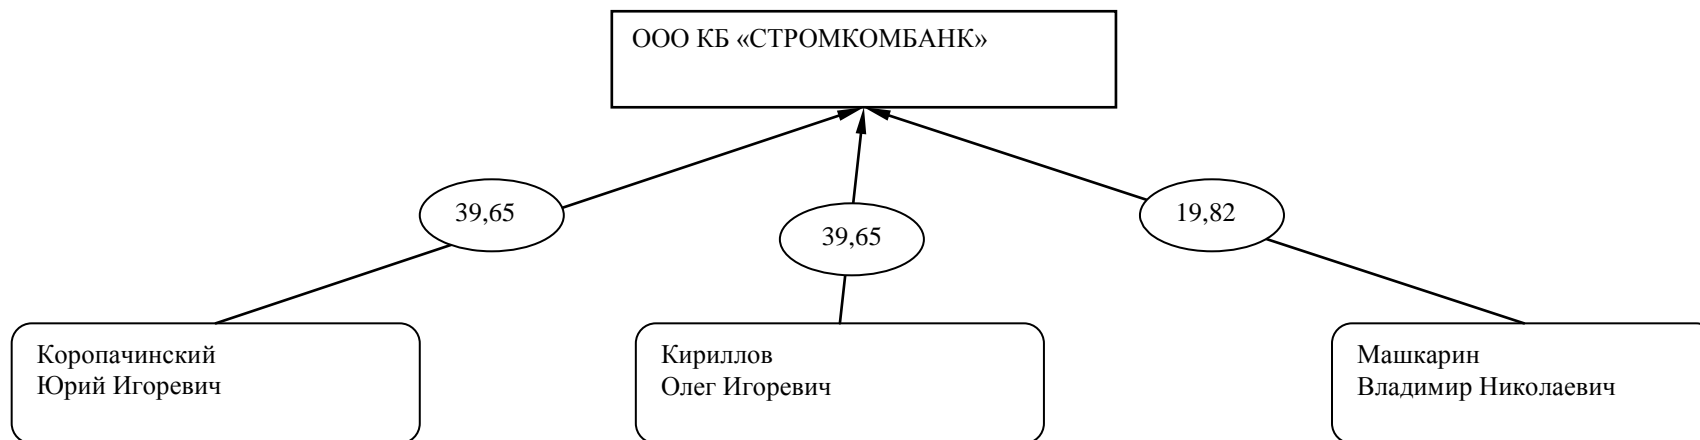 ООО КБ «СТРОМКОМБАНК»
39,65
39,65
19,82
Коропачинский
Юрий Игоревич
Кириллов
Олег Игоревич
Машкарин
Владимир Николаевич